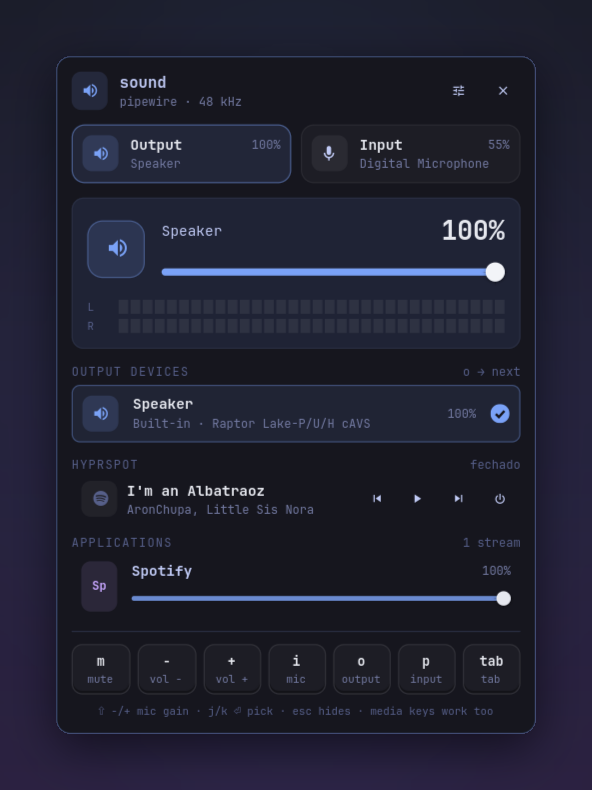 sound
pipewire · 48 kHz
Output 100%
Speaker
Input 55%
Digital Microphone
Speaker 100%
L
R
OUTPUT DEVICES o → next
Speaker
Built-in · Raptor Lake-P/U/H cAVS 100%
HYPRSPOT fechado
I'm an Albatraoz
AronChupa, Little Sis Nora
APPLICATIONS 1 stream
Sp Spotify 100%
m - + i o p tab
mute vol - vol + mic output input tab
⇧ -/+ mic gain · j/k ⏎ pick · esc hides · media keys work too